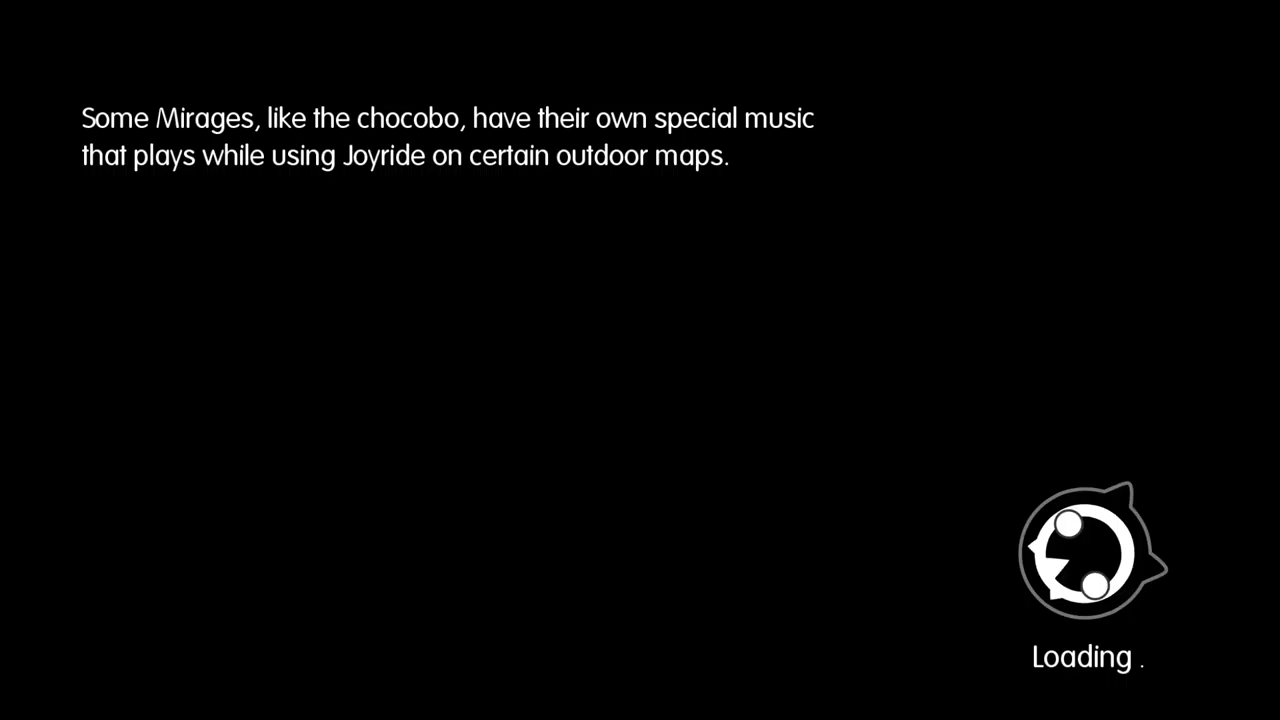 Some Mirages, like the chocobo, have their own special music
that plays while using Joyride on certain outdoor maps.
Loading .